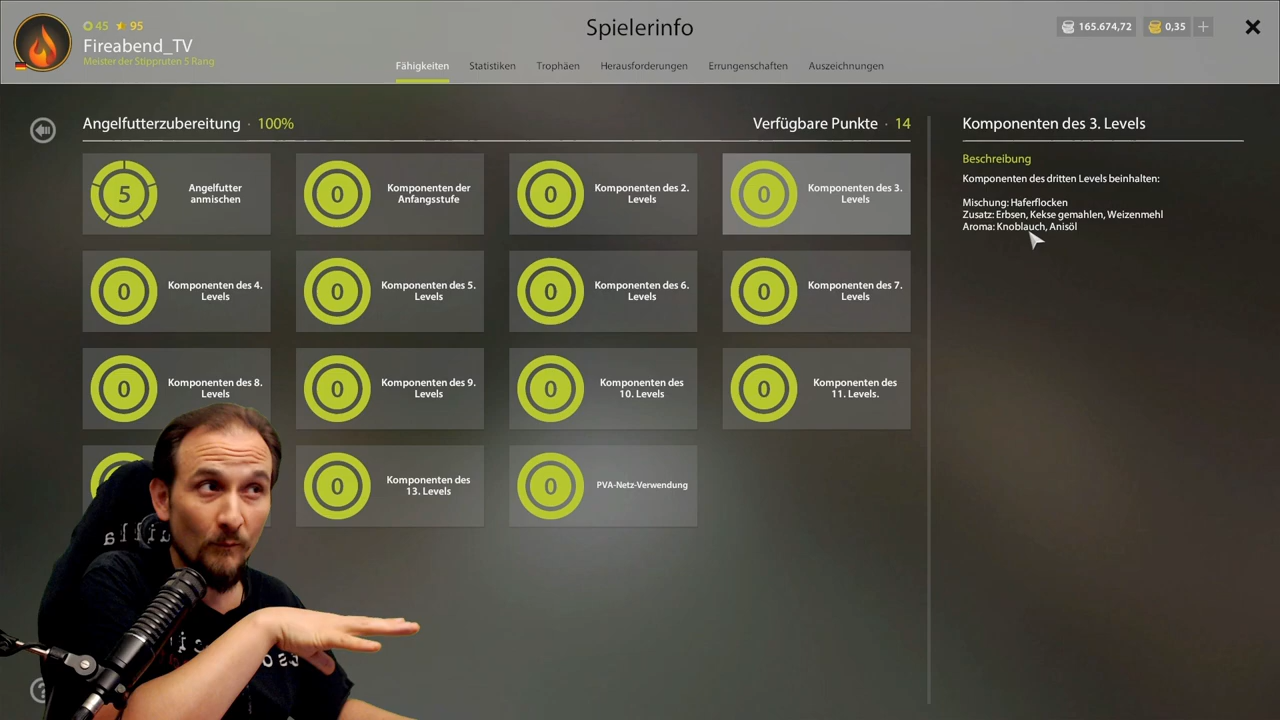 45 95
Spielerinfo
165.674,72 0,35
Fireabend_TV
Meister der Stippruten 5 Rang
Fähigkeiten Statistiken Trophäen Herausforderungen Errungenschaften Auszeichnungen
Angelfutterzubereitung · 100%
Verfügbare Punkte · 14
5 Angelfutter
anmischen
0 Komponenten der
Anfangsstufe
0 Komponenten des 2.
Levels
0 Komponenten des 3.
Levels
0 Komponenten des 4.
Levels
0 Komponenten des 5.
Levels
0 Komponenten des 6.
Levels
0 Komponenten des 7.
Levels
0 Komponenten des 8.
Levels
0 Komponenten des 9.
Levels
0 Komponenten des
10. Levels
0 Komponenten des
11. Levels.
0 Komponenten des
13. Levels
0 PVA-Netz-Verwendung
Komponenten des 3. Levels
Beschreibung
Komponenten des dritten Levels beinhalten:
Mischung: Haferflocken
Zusatz: Erbsen, Kekse gemahlen, Weizenmehl
Aroma: Knoblauch, Anisöl